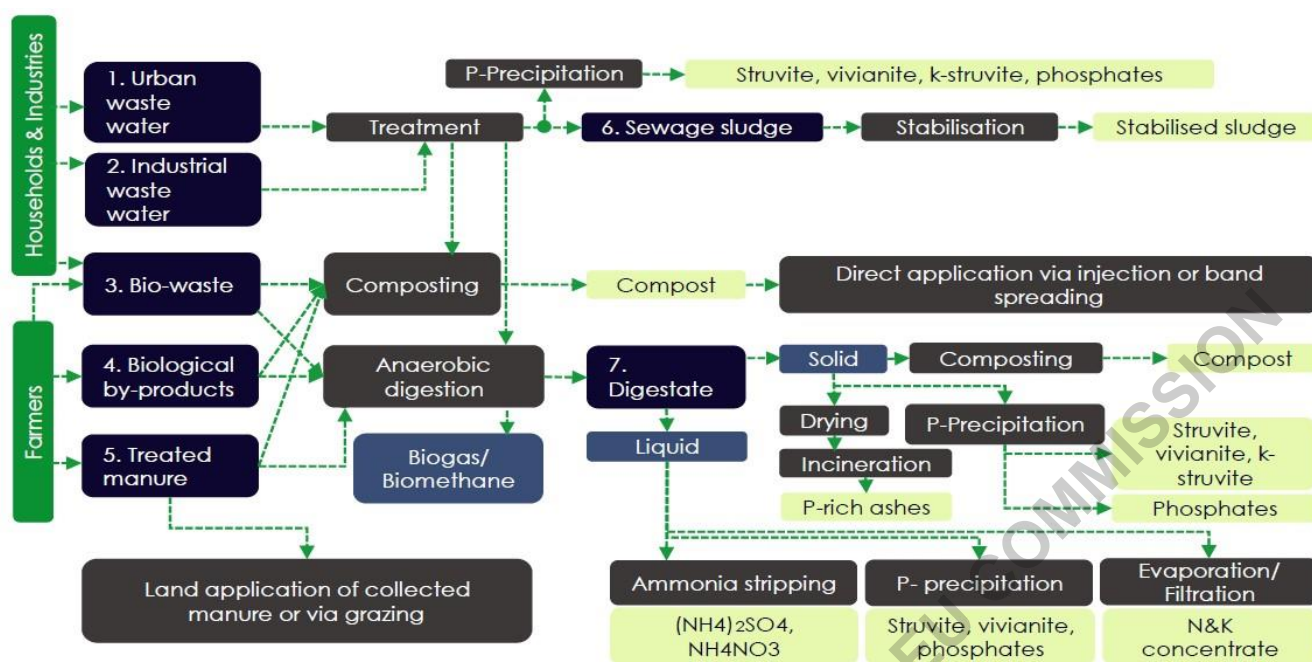 Households & Industries
Farmers
1. Urban
waste
water
2. Industrial
waste
water
3. Bio-waste
4. Biological
by-products
5. Treated
manure
P-Precipitation
Struvite, vivianite, k-struvite, phosphates
Treatment
6. Sewage sludge
Stabilisation
Stabilised sludge
Composting
Compost
Direct application via injection or band
spreading
Anaerobic
digestion
Biogas/
Biomethane
7.
Digestate
Solid
Composting
Compost
Drying
P-Precipitation
Liquid
Incineration
Struvite,
vivianite, k-
struvite
P-rich ashes
Phosphates
Land application of collected
manure or via grazing
Ammonia stripping
(NH4)2SO4,
NH4NO3
P- precipitation
Struvite, vivianite,
phosphates
Evaporation/
Filtration
N&K
concentrate
EU COMMISSION